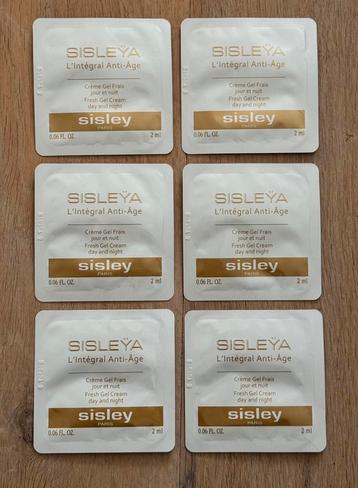 SISLEŸA
L'Intégral Anti-Âge
Crème Gel Frais
jour et nuit
Fresh Gel Cream
day and night
sisley
PARIS
0.06 FL. OZ. 2 ml
SISLEŸA
L'Intégral Anti-Âge
Crème Gel Frais
jour et nuit
Fresh Gel Cream
day and night
sisley
PARIS
0.06 FL. OZ. 2 ml
SISLEŸA
L'Intégral Anti-Âge
Crème Gel Frais
jour et nuit
Fresh Gel Cream
day and night
sisley
PARIS
0.06 FL. OZ. 2 ml
SISLEŸA
L'Intégral Anti-Âge
Crème Gel Frais
jour et nuit
Fresh Gel Cream
day and night
sisley
PARIS
0.06 FL. OZ. 2 ml
SISLEŸA
L'Intégral Anti-Âge
Crème Gel Frais
jour et nuit
Fresh Gel Cream
day and night
sisley
PARIS
0.06 FL. OZ. 2 ml
SISLEŸA
L'Intégral Anti-Âge
Crème Gel Frais
jour et nuit
Fresh Gel Cream
day and night
sisley
PARIS
0.06 FL. OZ. 2 ml